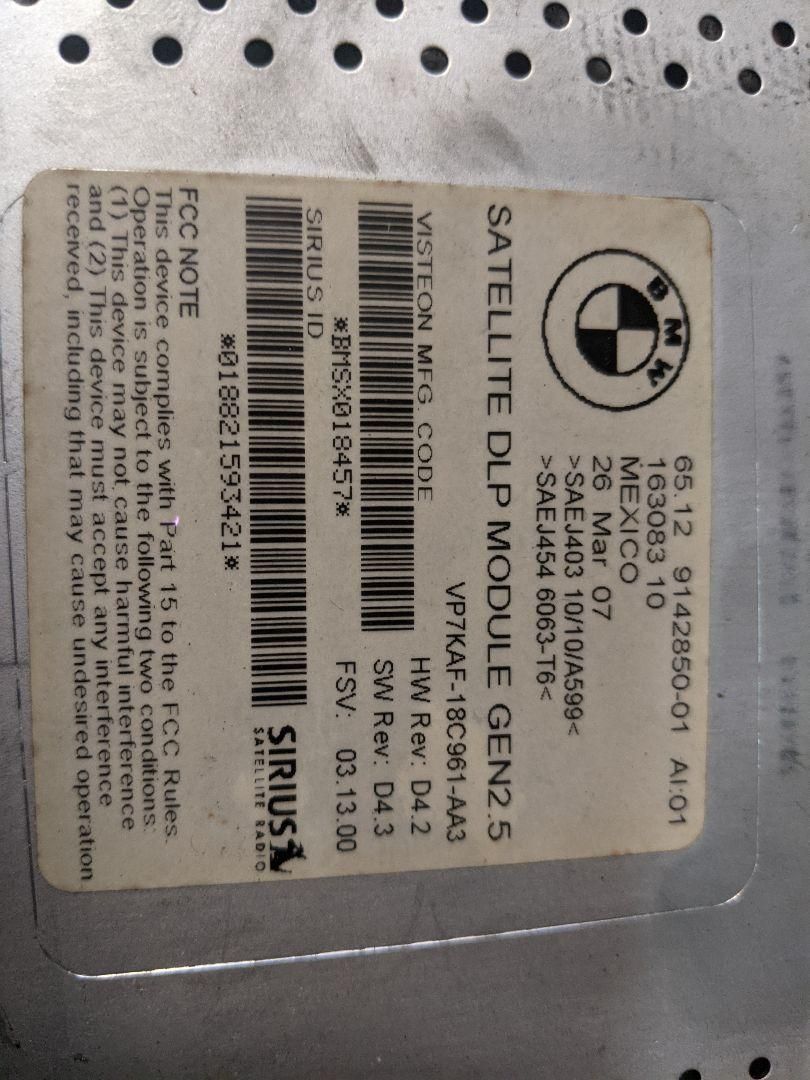 BMW
65.12 9142850-01 AI:01
163083 10
MEXICO
26 Mar 07
>SAEJ403 10/10/A599<
>SAEJ454 6063-T6<
SATELLITE DLP MODULE GEN2.5
VP7KAF-18C961-AA3
VISTEON MFG. CODE
HW Rev: D4.2
SW Rev: D4.3
*BMSX018457*
FSV: 03.13.00
SIRIUS ID
SIRIUS
SATELLITE RADIO
*018821593421*
FCC NOTE
This device complies with Part 15 to the FCC Rules.
Operation is subject to the following two conditions:
(1) This device may not cause harmful interference
and (2) This device must accept any interference
received, including that may cause undesired operation